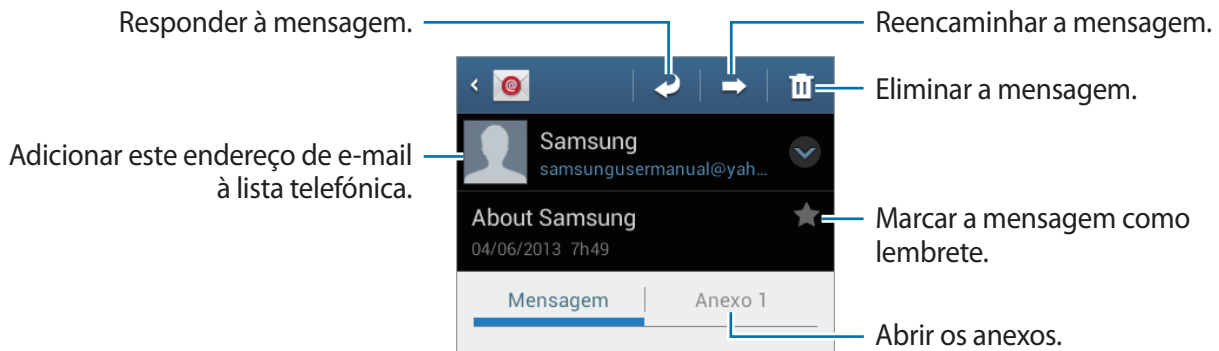 Responder à mensagem.
Reencaminhar a mensagem.
@
Eliminar a mensagem.
Adicionar este endereço de e-mail
à lista telefónica.
Samsung
samsungusermanual@yah...
About Samsung
04/06/2013 7h49
Marcar a mensagem como
lembrete.
Mensagem
Anexo 1
Abrir os anexos.